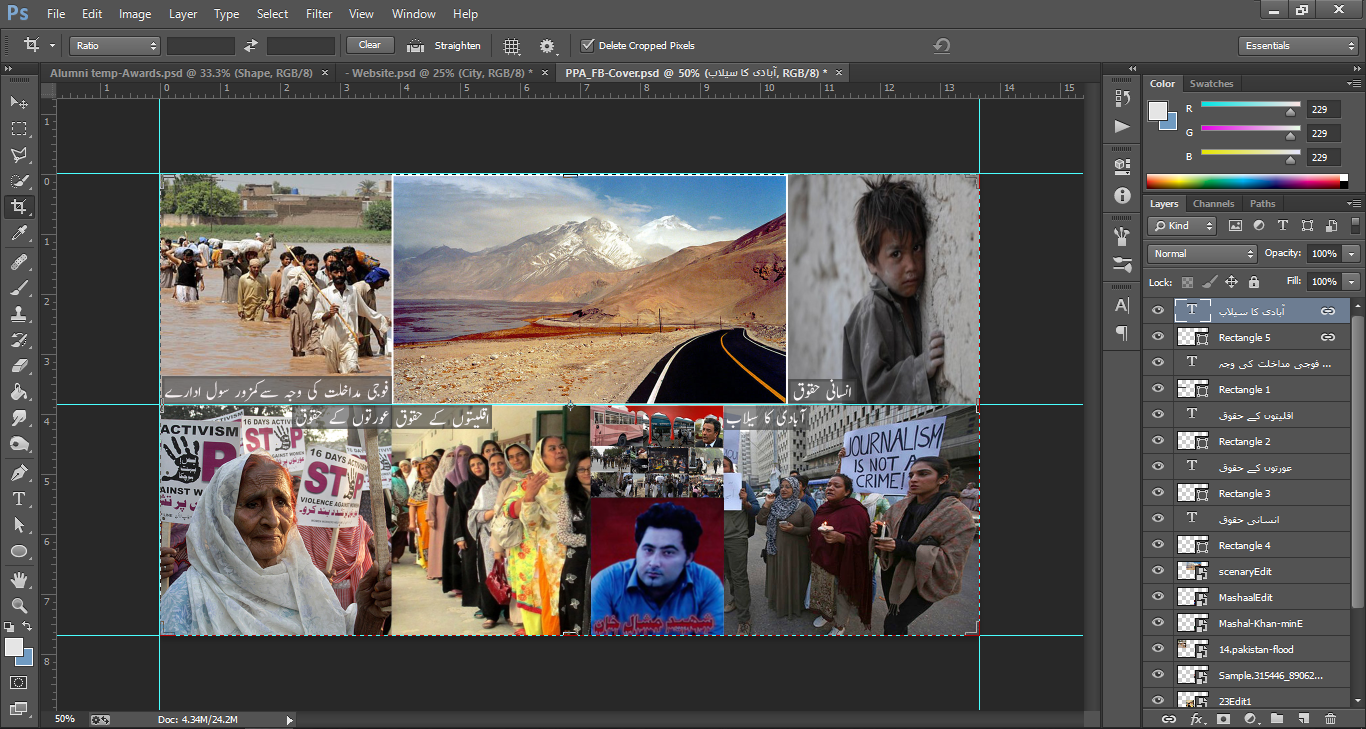 Ps File Edit Image Layer Type Select Filter View Window Help
Ratio Clear Straighten Delete Cropped Pixels Essentials
Alumni temp-Awards.psd @ 33.3% (Shape, RGB/8) × - Website.psd @ 25% (City, RGB/8) * × PPA_FB-Cover.psd @ 50% (آبادی کا سیلاب, RGB/8) * ×
1 0 1 2 3 4 5 6 7 8 9 10 11 12 13 14 15
1
0
1
2
3
4
5
6
7
8
فوجی مداخلت کی وجہ سے کمزور سول ادارے
انسانی حقوق
عورتوں کے حقوق
اقلیتوں کے حقوق
آبادی کا سیلاب
ACTIVISM
16 DAYS ACTIVISM
STOP
16 DAYS ACTIVISM
STOP
VIOLENCE AGAINST
JOURNALISM
IS NOT A
CRIME!
شہید مشال خان
Color Swatches
R 229
G 229
B 229
Layers Channels Paths
Kind
Normal Opacity: 100%
Lock: Fill: 100%
آبادی کا سیلاب
Rectangle 5
فوجی مداخلت کی وجہ ...
Rectangle 1
اقلیتوں کے حقوق
Rectangle 2
عورتوں کے حقوق
Rectangle 3
انسانی حقوق
Rectangle 4
scenaryEdit
MashaalEdit
Mashal-Khan-minE
14.pakistan-flood
Sample.315446_89062...
23Edit1
50% Doc: 4.34M/24.2M